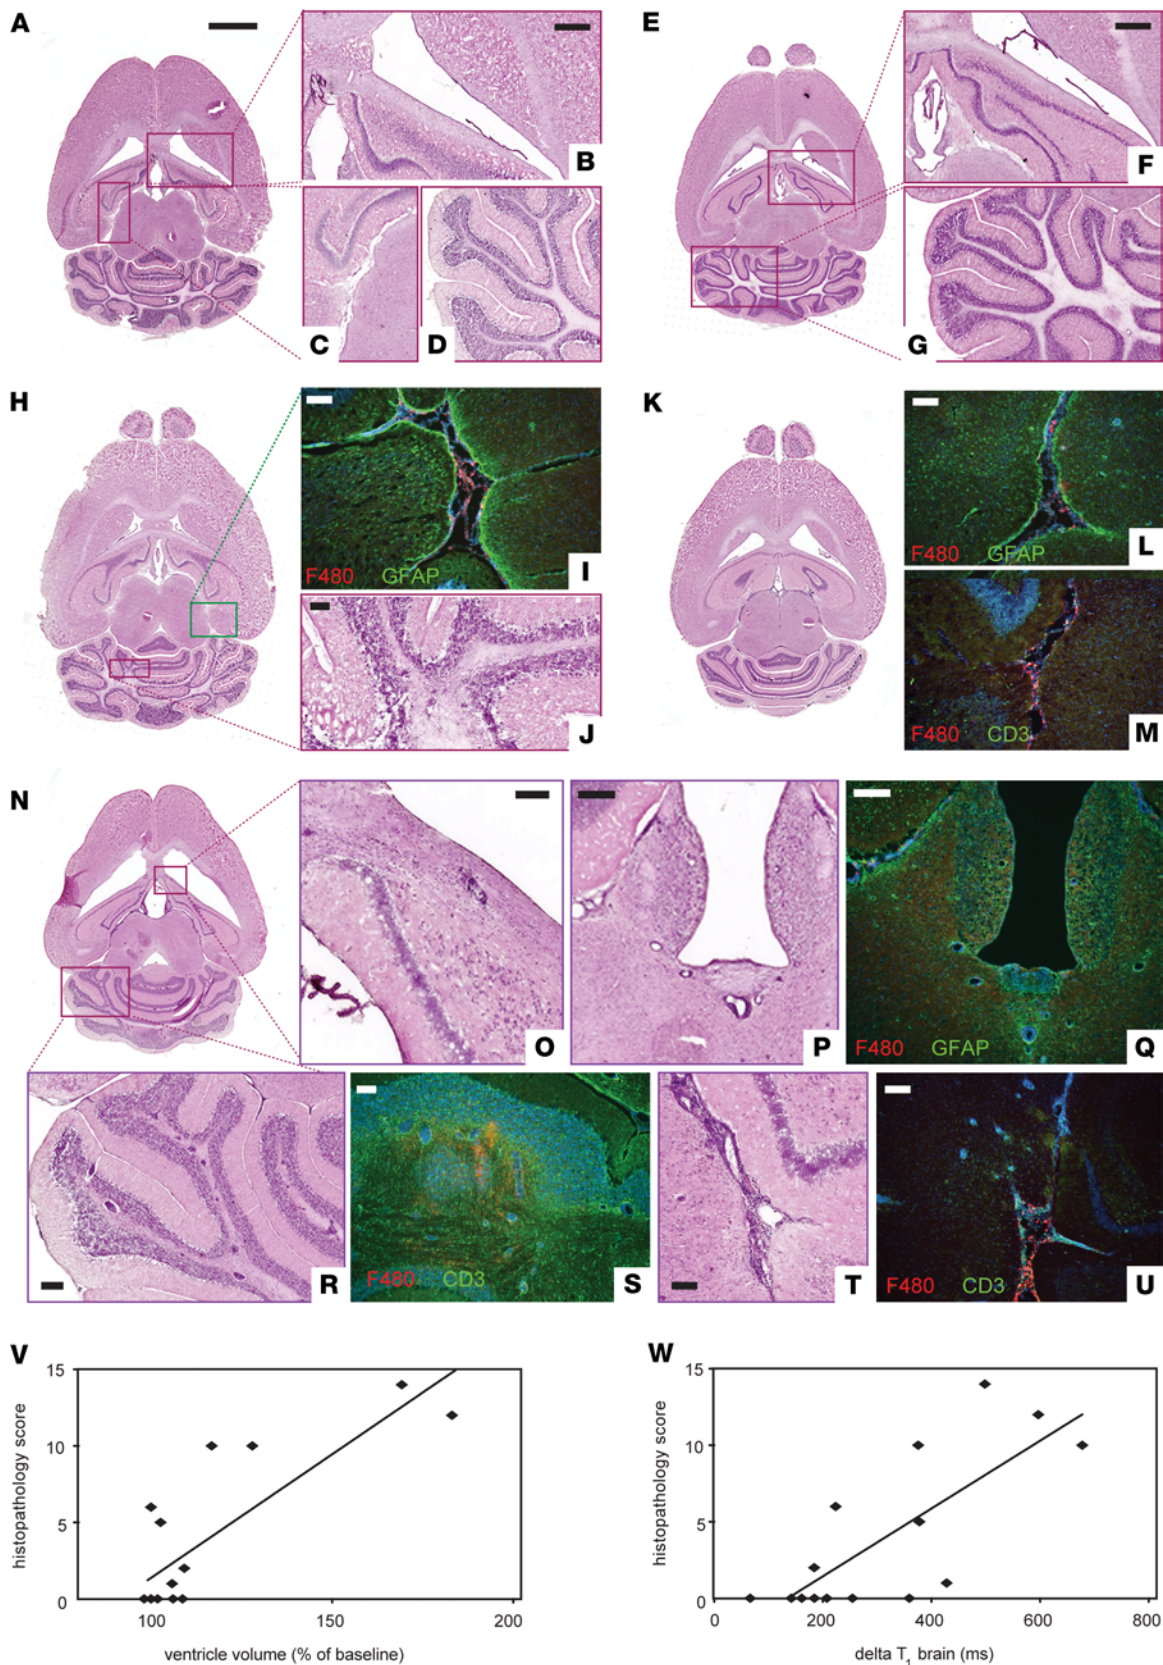 A
B
C
D
E
F
G
H
F480 GFAP I
J
K
F480 GFAP L
F480 CD3 M
N
O
P
F480 GFAP Q
R
F480 CD3 S
T
F480 CD3 U
V
histopathology score
15
10
5
0
100 150 200
ventricle volume (% of baseline)
W
histopathology score
15
10
5
0
0 200 400 600 800
delta T₁ brain (ms)